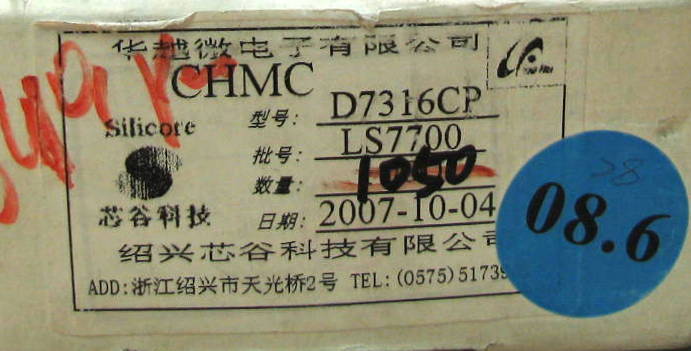 华越微电子有限公司
CHMC
Silicore
芯谷科技
型号: D7316CP
批号: LS7700
数量: 1050
日期: 2007-10-04
绍兴芯谷科技有限公司
ADD:浙江绍兴市天光桥2号 TEL:(0575)5173
08.6